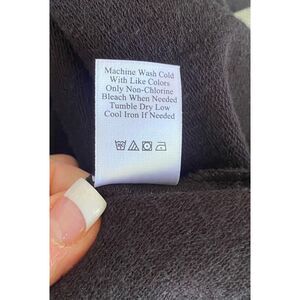 Machine Wash Cold
With Like Colors
Only Non-Chlorine
Bleach When Needed
Tumble Dry Low
Cool Iron If Needed